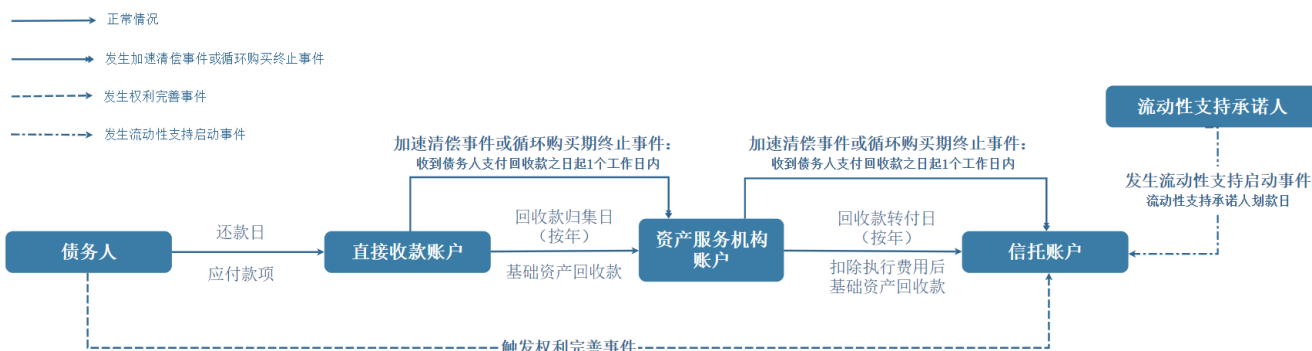 正常情况
发生加速清偿事件或循环购买终止事件
发生权利完善事件
发生流动性支持启动事件
流动性支持承诺人
加速清偿事件或循环购买期终止事件：
收到债务人支付回收款之日起1个工作日内
加速清偿事件或循环购买期终止事件：
收到债务人支付回收款之日起1个工作日内
发生流动性支持启动事件
流动性支持承诺人划款日
债务人
还款日
应付款项
直接收款账户
回收款归集日
（按年）
基础资产回收款
资产服务机构
账户
回收款转付日
（按年）
扣除执行费用后
基础资产回收款
信托账户
触发权利完善事件